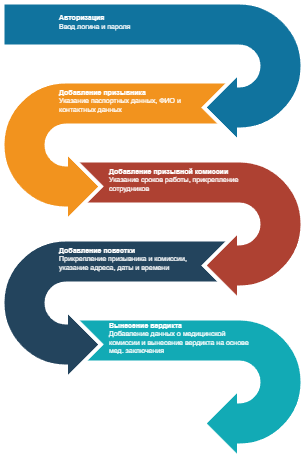 Авторизация
Ввод логина и пароля
Добавление призывника
Указание паспортных данных, ФИО и
контактных данных
Добавление призывной комиссии
Указание сроков работы, прикрепление
сотрудников
Добавление повестки
Прикрепление призывника и комиссии,
указание адреса, даты и времени
Вынесение вердикта
Добавление данных о медицинской
комиссии и вынесение вердикта на основе
мед. заключения